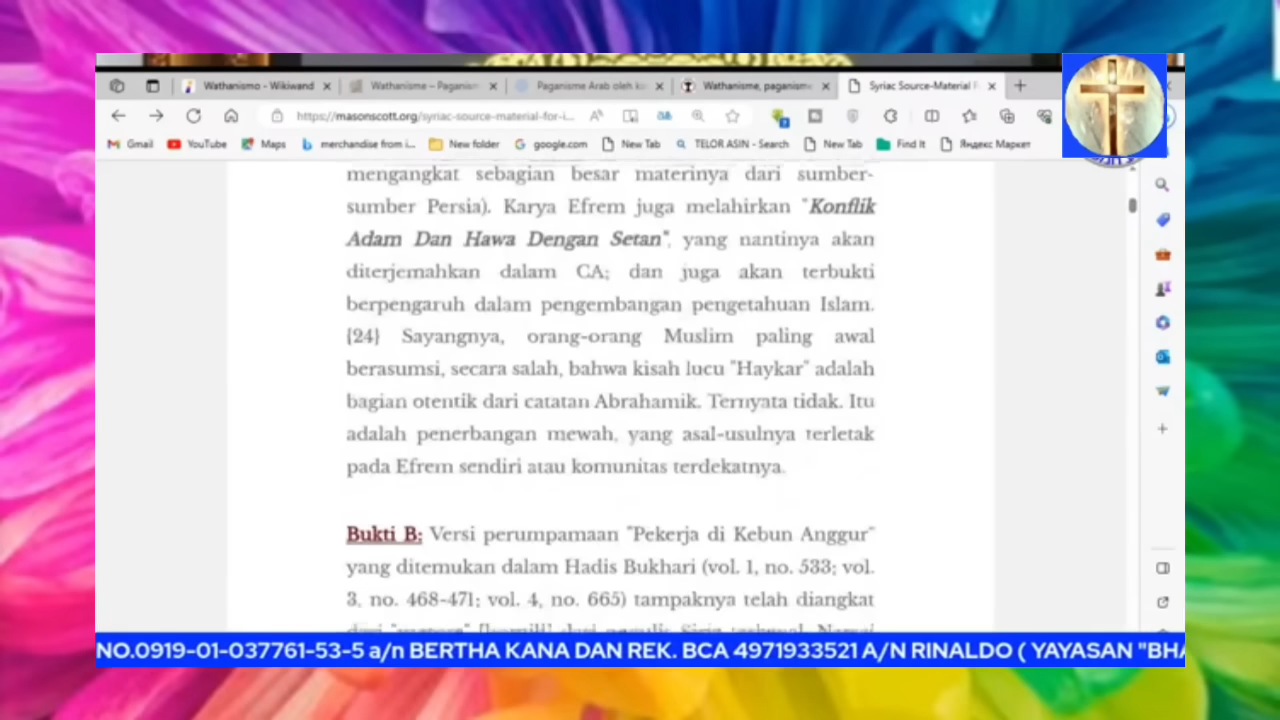 Wathanismo - Wikiwand
Wathanisme – Paganism
Paganisme Arab oleh
Wathanisme, paganisme
Syriac Source-Material F
https://masonscott.org/syriac-source-material-for-i...
Gmail YouTube Maps merchandise from i... New folder google.com New Tab TELOR ASIN - Search New Tab Find It Яндекс Маркет
mengangkat sebagian besar materinya dari sumber-
sumber Persia). Karya Efrem juga melahirkan "Konflik
Adam Dan Hawa Dengan Setan", yang nantinya akan
diterjemahkan dalam CA; dan juga akan terbukti
berpengaruh dalam pengembangan pengetahuan Islam.
{24} Sayangnya, orang-orang Muslim paling awal
berasumsi, secara salah, bahwa kisah lucu "Haykar" adalah
bagian otentik dari catatan Abrahamik. Ternyata tidak. Itu
adalah penerbangan mewah, yang asal-usulnya terletak
pada Efrem sendiri atau komunitas terdekatnya.
Bukti B: Versi perumpamaan "Pekerja di Kebun Anggur"
yang ditemukan dalam Hadis Bukhari (vol. 1, no. 533; vol.
3, no. 468-471; vol. 4, no. 665) tampaknya telah diangkat
NO.0919-01-037761-53-5 a/n BERTHA KANA DAN REK. BCA 4971933521 A/N RINALDO ( YAYASAN "BHA